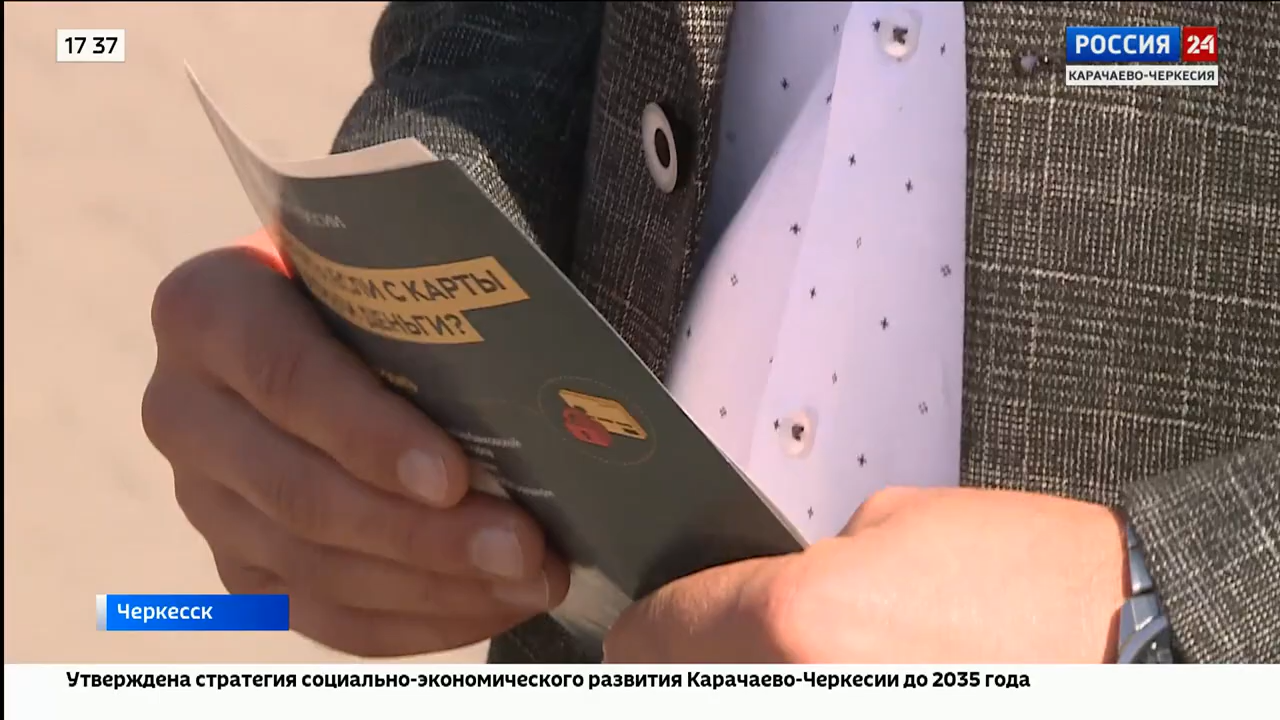 17 37
РОССИЯ 24
КАРАЧАЕВО-ЧЕРКЕСИЯ
ЕСЛИ С КАРТЫ
ДЕНЬГИ?
Черкесск
Утверждена стратегия социально-экономического развития Карачаево-Черкесии до 2035 года